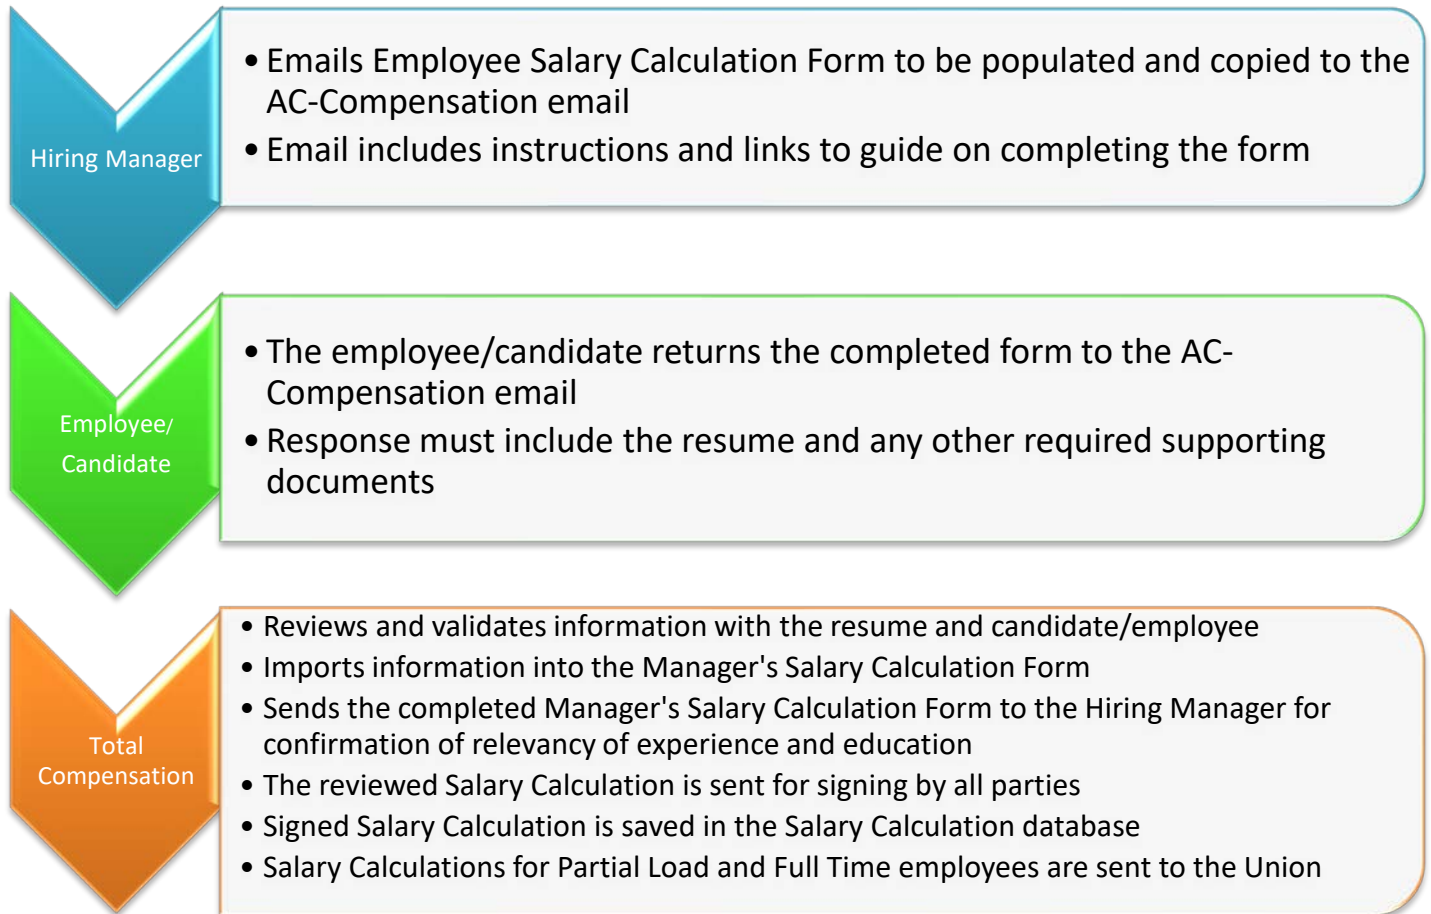 Hiring Manager
• Emails Employee Salary Calculation Form to be populated and copied to the
AC-Compensation email
• Email includes instructions and links to guide on completing the form
Employee/
Candidate
• The employee/candidate returns the completed form to the AC-
Compensation email
• Response must include the resume and any other required supporting
documents
Total
Compensation
• Reviews and validates information with the resume and candidate/employee
• Imports information into the Manager's Salary Calculation Form
• Sends the completed Manager's Salary Calculation Form to the Hiring Manager for
confirmation of relevancy of experience and education
• The reviewed Salary Calculation is sent for signing by all parties
• Signed Salary Calculation is saved in the Salary Calculation database
• Salary Calculations for Partial Load and Full Time employees are sent to the Union